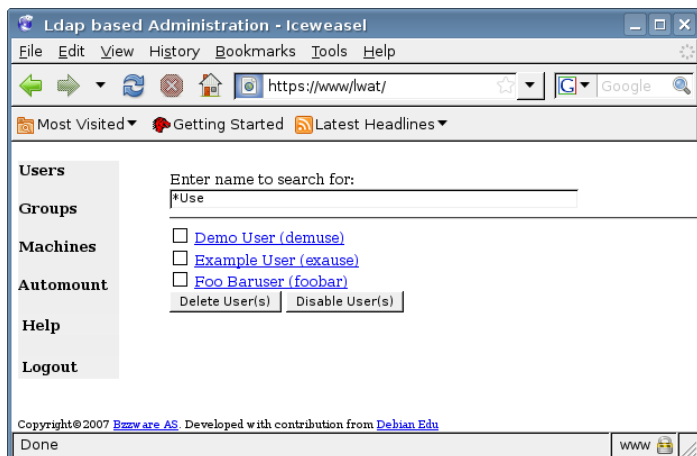 Ldap based Administration - Iceweasel
File Edit View History Bookmarks Tools Help
https://www/lwat/ G Google
Most Visited Getting Started Latest Headlines
Users
Groups
Machines
Automount
Help
Logout
Enter name to search for:
*Use
Demo User (demuse)
Example User (exause)
Foo Baruser (foobar)
Delete User(s) Disable User(s)
Copyright©2007 Bzzware AS. Developed with contribution from Debian Edu
Done www